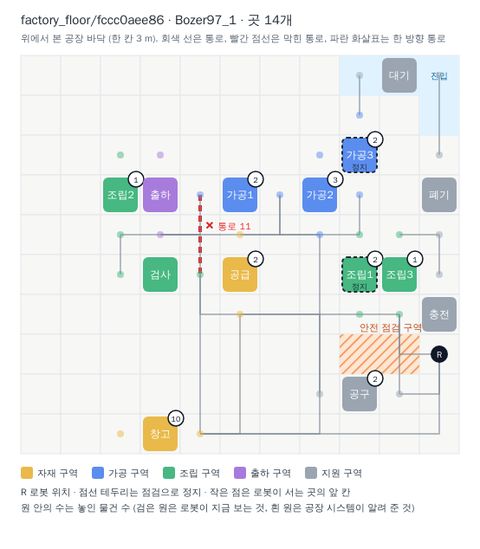 factory_floor/fccc0aee86 · Bozer97_1 · 곳 14개
위에서 본 공장 바닥 (한 칸 3 m). 회색 선은 통로, 빨간 점선은 막힌 통로, 파란 화살표는 한 방향 통로
대기
진입
2
가공3
정지
1
2
3
조립2
출하
가공1
가공2
폐기
✖ 통로 11
2
2
1
검사
공급
조립1
조립3
정지
충전
안전 점검 구역
R
2
공구
10
창고
자재 구역
가공 구역
조립 구역
출하 구역
지원 구역
R 로봇 위치 · 점선 테두리는 점검으로 정지 · 작은 점은 로봇이 서는 곳의 앞 칸
원 안의 수는 놓인 물건 수 (검은 원은 로봇이 지금 보는 것, 흰 원은 공장 시스템이 알려 준 것)